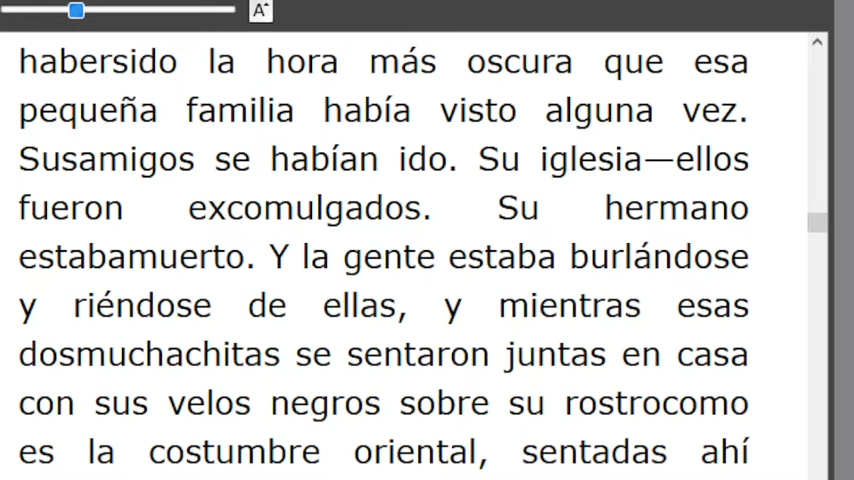 A
habersido la hora más oscura que esa
pequeña familia había visto alguna vez.
Susamigos se habían ido. Su iglesia—ellos
fueron excomulgados. Su hermano
estabamuerto. Y la gente estaba burlándose
y riéndose de ellas, y mientras esas
dosmuchachitas se sentaron juntas en casa
con sus velos negros sobre su rostrocomo
es la costumbre oriental, sentadas ahí